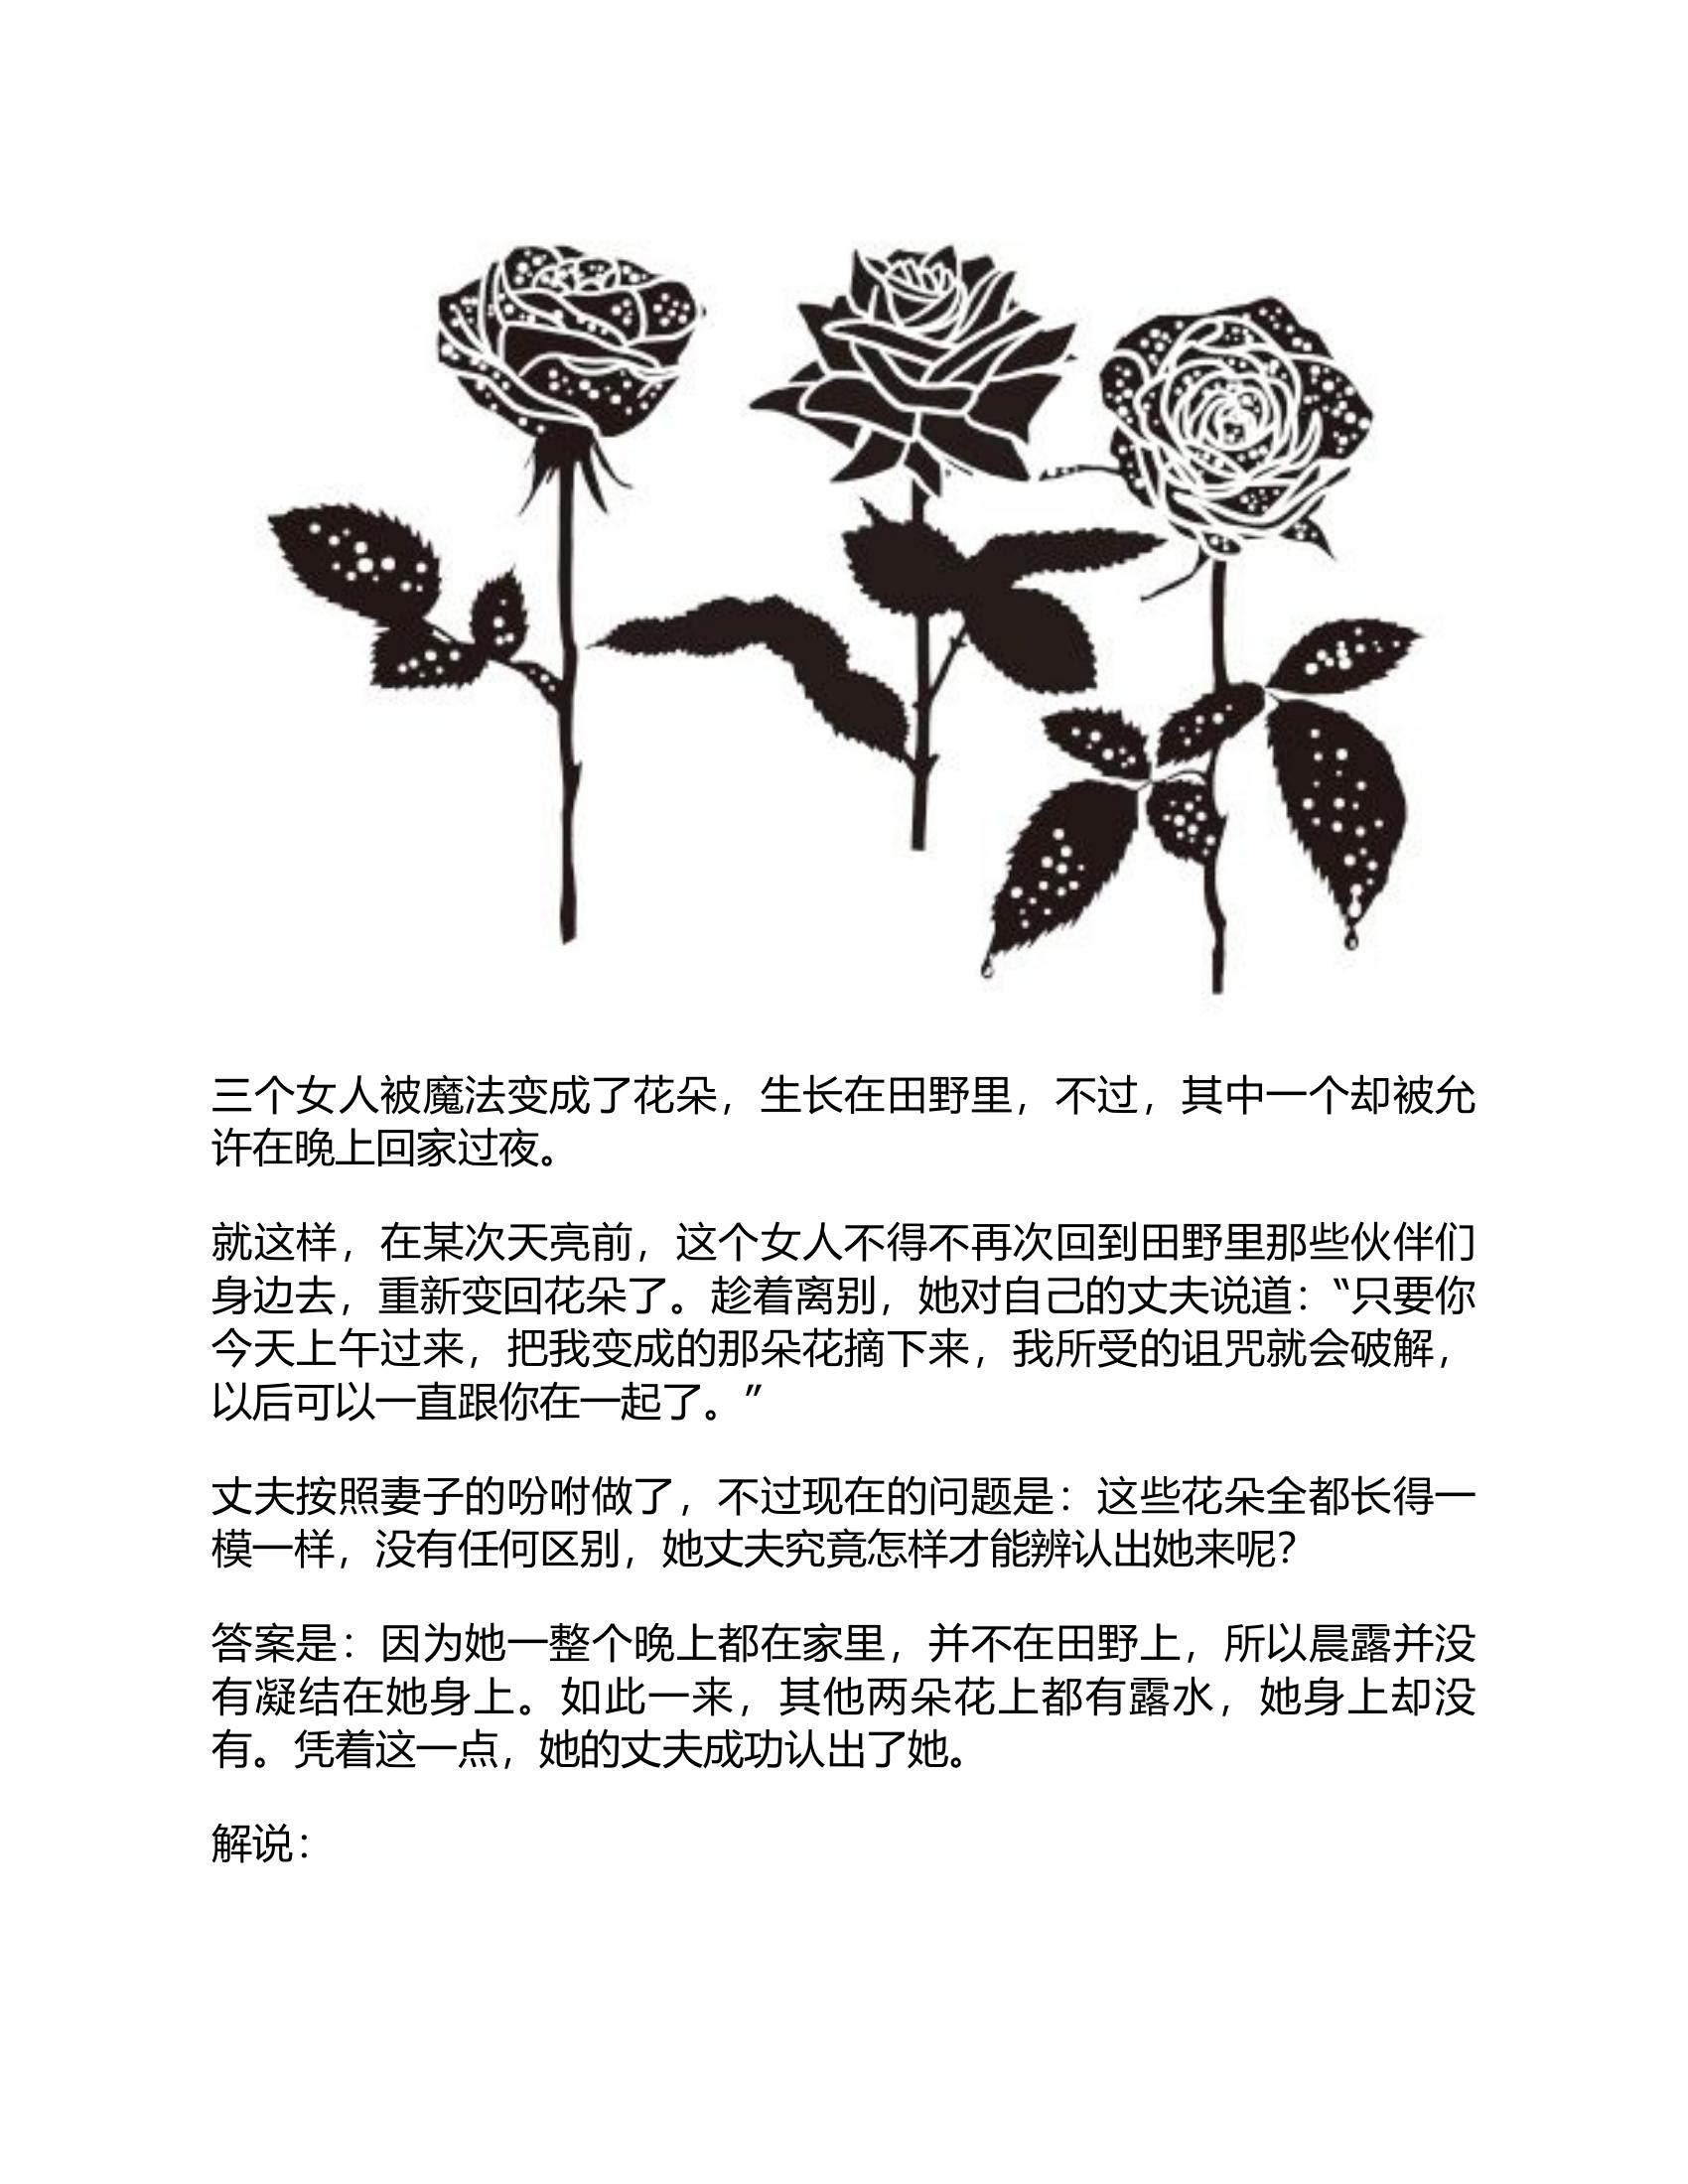 三个女人被魔法变成了花朵，生长在田野里，不过，其中一个却被允
许在晚上回家过夜。
就这样，在某次天亮前，这个女人不得不再次回到田野里那些伙伴们
身边去，重新变回花朵了。趁着离别，她对自己的丈夫说道：“只要你
今天上午过来，把我变成的那朵花摘下来，我所受的诅咒就会破解，
以后可以一直跟你在一起了。”
丈夫按照妻子的吩咐做了，不过现在的问题是：这些花朵全都长得一
模一样，没有任何区别，她丈夫究竟怎样才能辨认出她来呢？
答案是：因为她一整个晚上都在家里，并不在田野上，所以晨露并没
有凝结在她身上。如此一来，其他两朵花上都有露水，她身上却没
有。凭着这一点，她的丈夫成功认出了她。
解说：